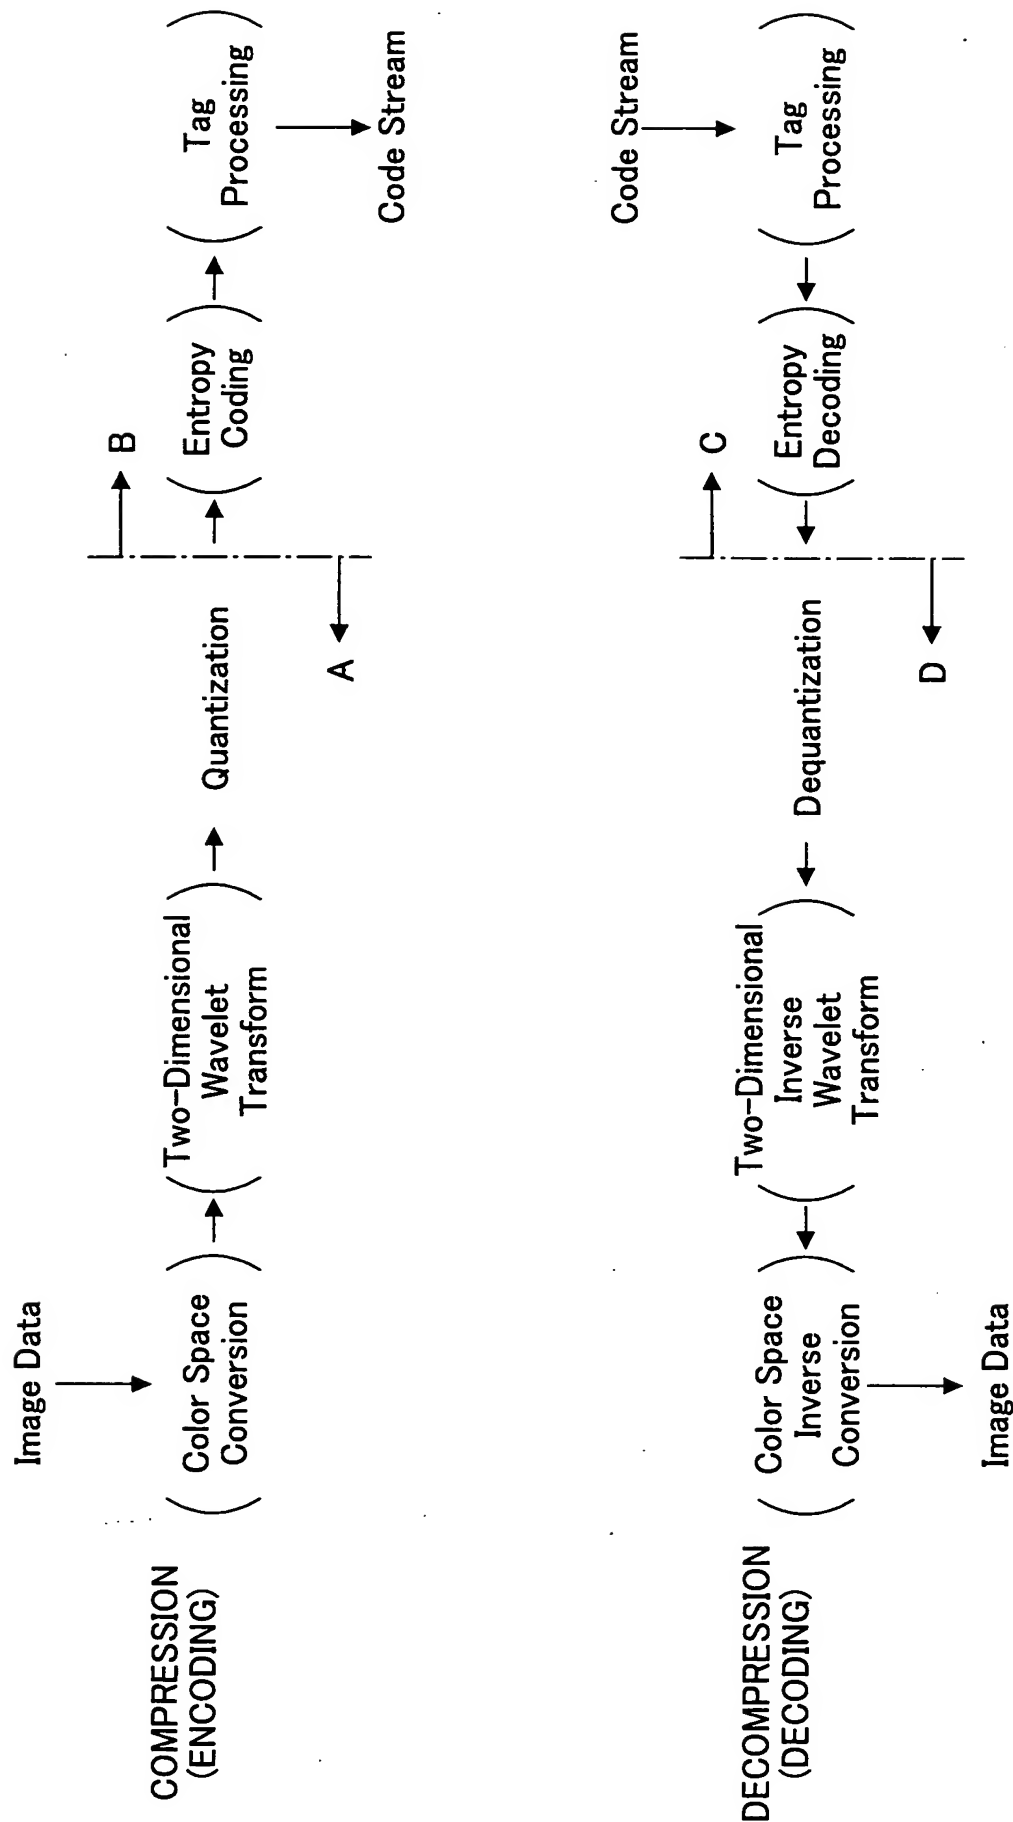 COMPRESSION
(ENCODING)
Image Data
Color Space
Conversion
Two-Dimensional
Wavelet
Transform
Quantization
A
B
Entropy
Coding
Tag
Processing
Code Stream
DECOMPRESSION
(DECODING)
Color Space
Inverse
Conversion
Image Data
Two-Dimensional
Inverse
Wavelet
Transform
Dequantization
D
C
Entropy
Decoding
Tag
Processing
Code Stream